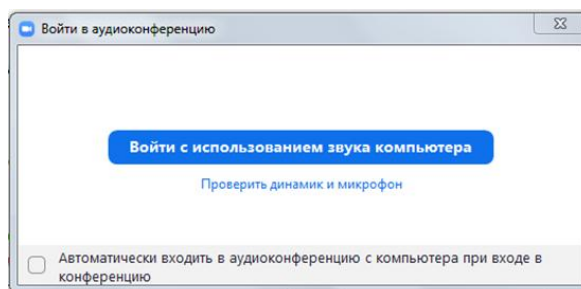 Войти в аудиоконференцию
Войти с использованием звука компьютера
Проверить динамик и микрофон
Автоматически входить в аудиоконференцию с компьютера при входе в
конференцию